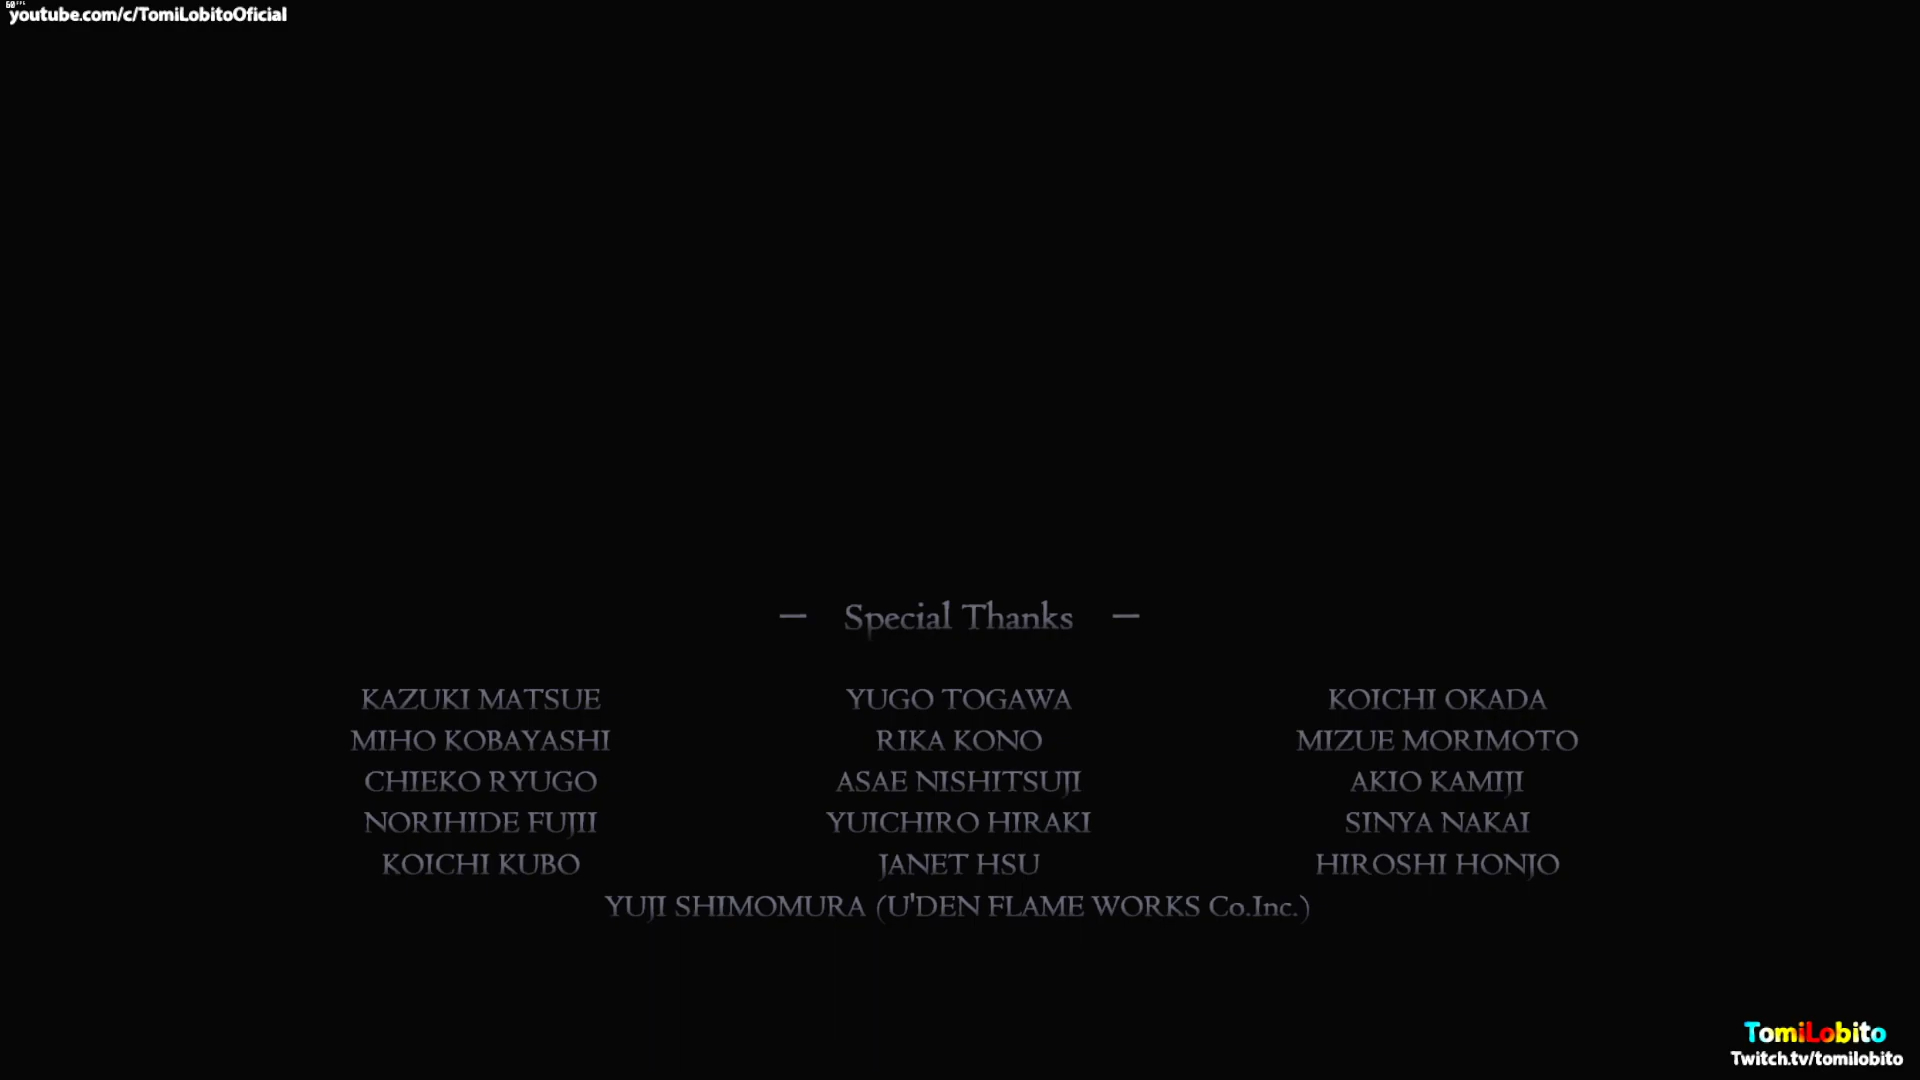 60 FPS
youtube.com/c/TomiLobitoOficial
— Special Thanks —
KAZUKI MATSUE YUGO TOGAWA KOICHI OKADA
MIHO KOBAYASHI RIKA KONO MIZUE MORIMOTO
CHIEKO RYUGO ASAE NISHITSUJI AKIO KAMIJI
NORIHIDE FUJII YUICHIRO HIRAKI SINYA NAKAI
KOICHI KUBO JANET HSU HIROSHI HONJO
YUJI SHIMOMURA (U'DEN FLAME WORKS Co.Inc.)
TomiLobito
Twitch.tv/tomilobito